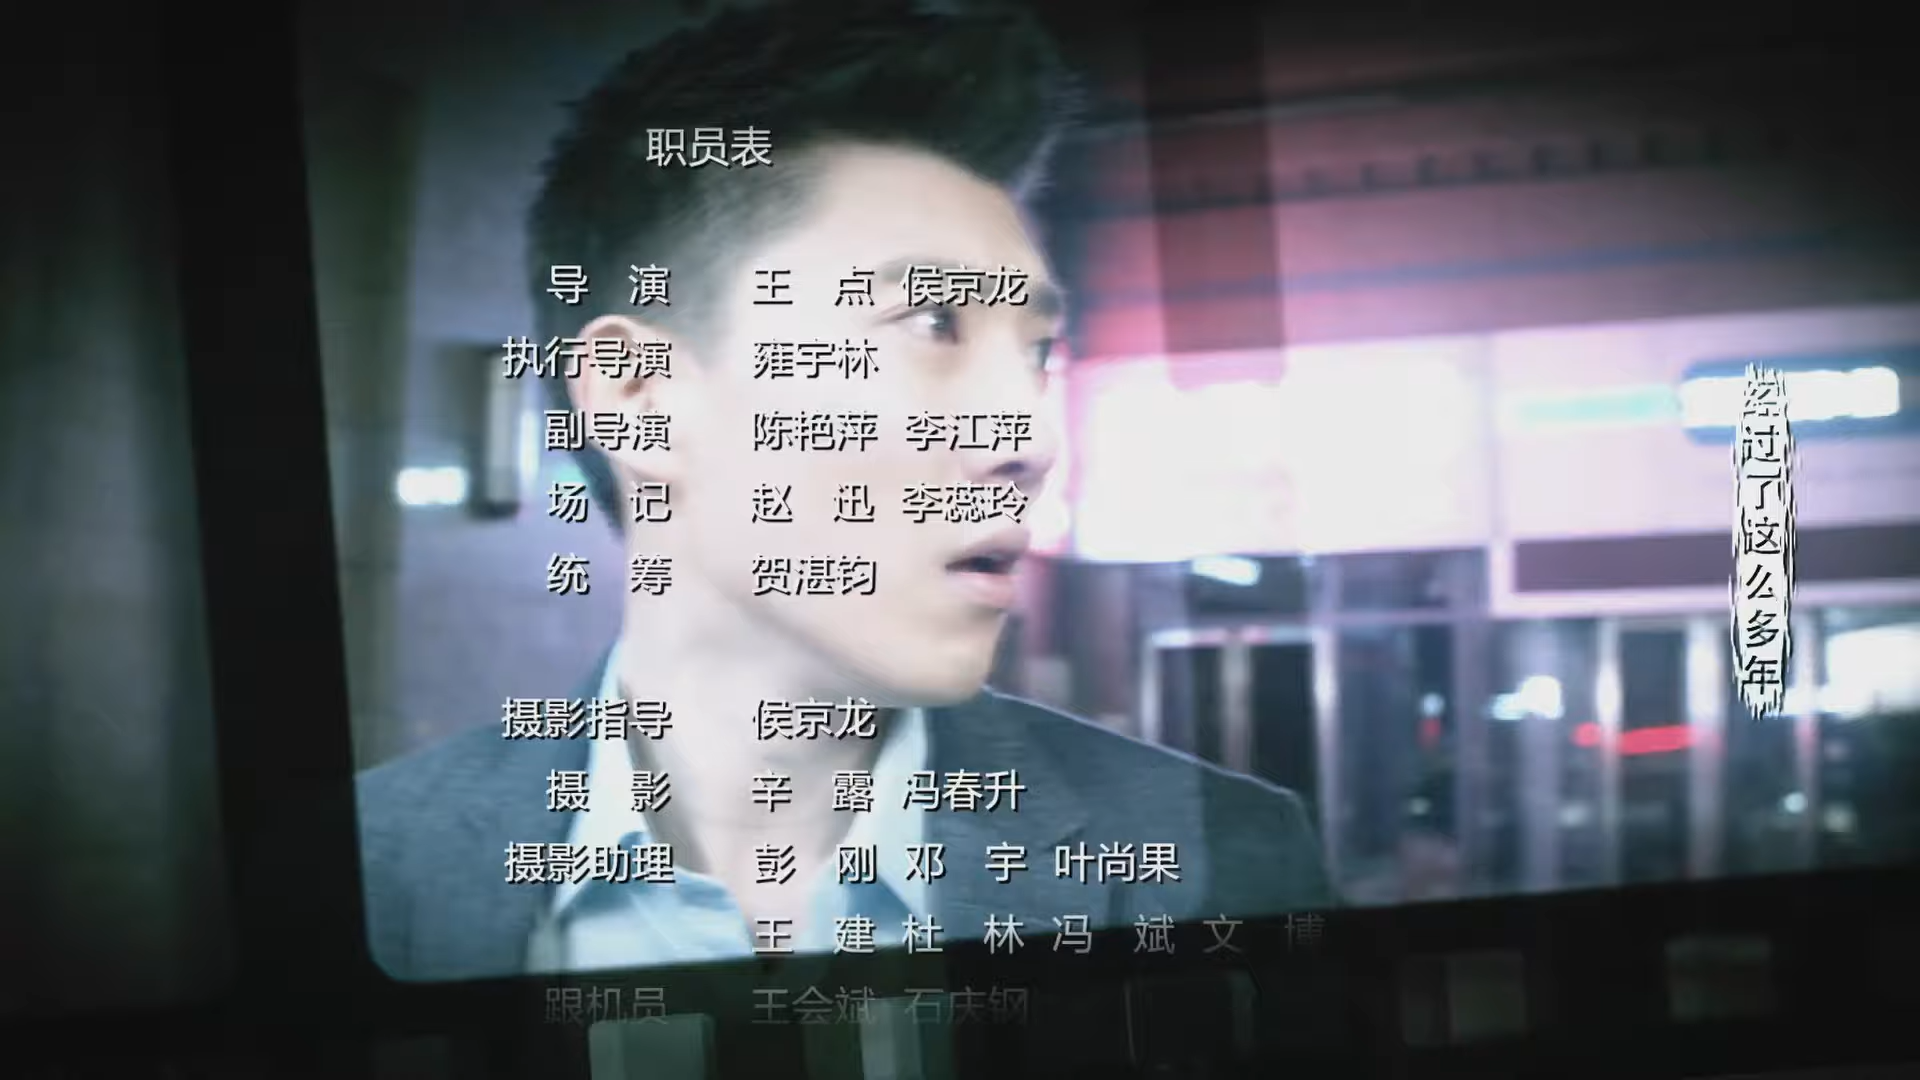 职员表
导 演 王 点 侯京龙
执行导演 雍宇林
副导演 陈艳萍 李江萍
场 记 赵 迅 李蕊玲
统 筹 贺湛钧
摄影指导 侯京龙
摄 影 辛 露 冯春升
摄影助理 彭 刚 邓 宇 叶尚果
王 建 杜 林 冯 斌 文 博
跟机员 王会斌 石庆钢
经过了这么多年